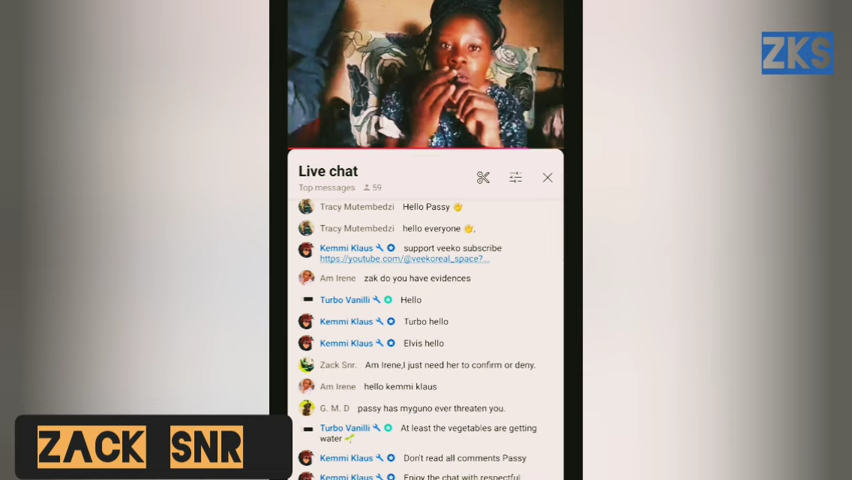 ZKS
Live chat
Top messages 59
Tracy Mutembedzi Hello Passy 👋
Tracy Mutembedzi hello everyone 👋,
Kemmi Klaus support veeko subscribe
https://youtube.com/@veekoreal_space?...
Am Irene zak do you have evidences
Turbo Vanilli Hello
Kemmi Klaus Turbo hello
Kemmi Klaus Elvis hello
Zack Snr. Am Irene,I just need her to confirm or deny.
Am Irene hello kemmi klaus
G. M. D passy has myguno ever threaten you.
Turbo Vanilli At least the vegetables are getting
water 🌱
Kemmi Klaus Don't read all comments Passy
Kemmi Klaus Enjoy the chat with respectful
ZACK SNR